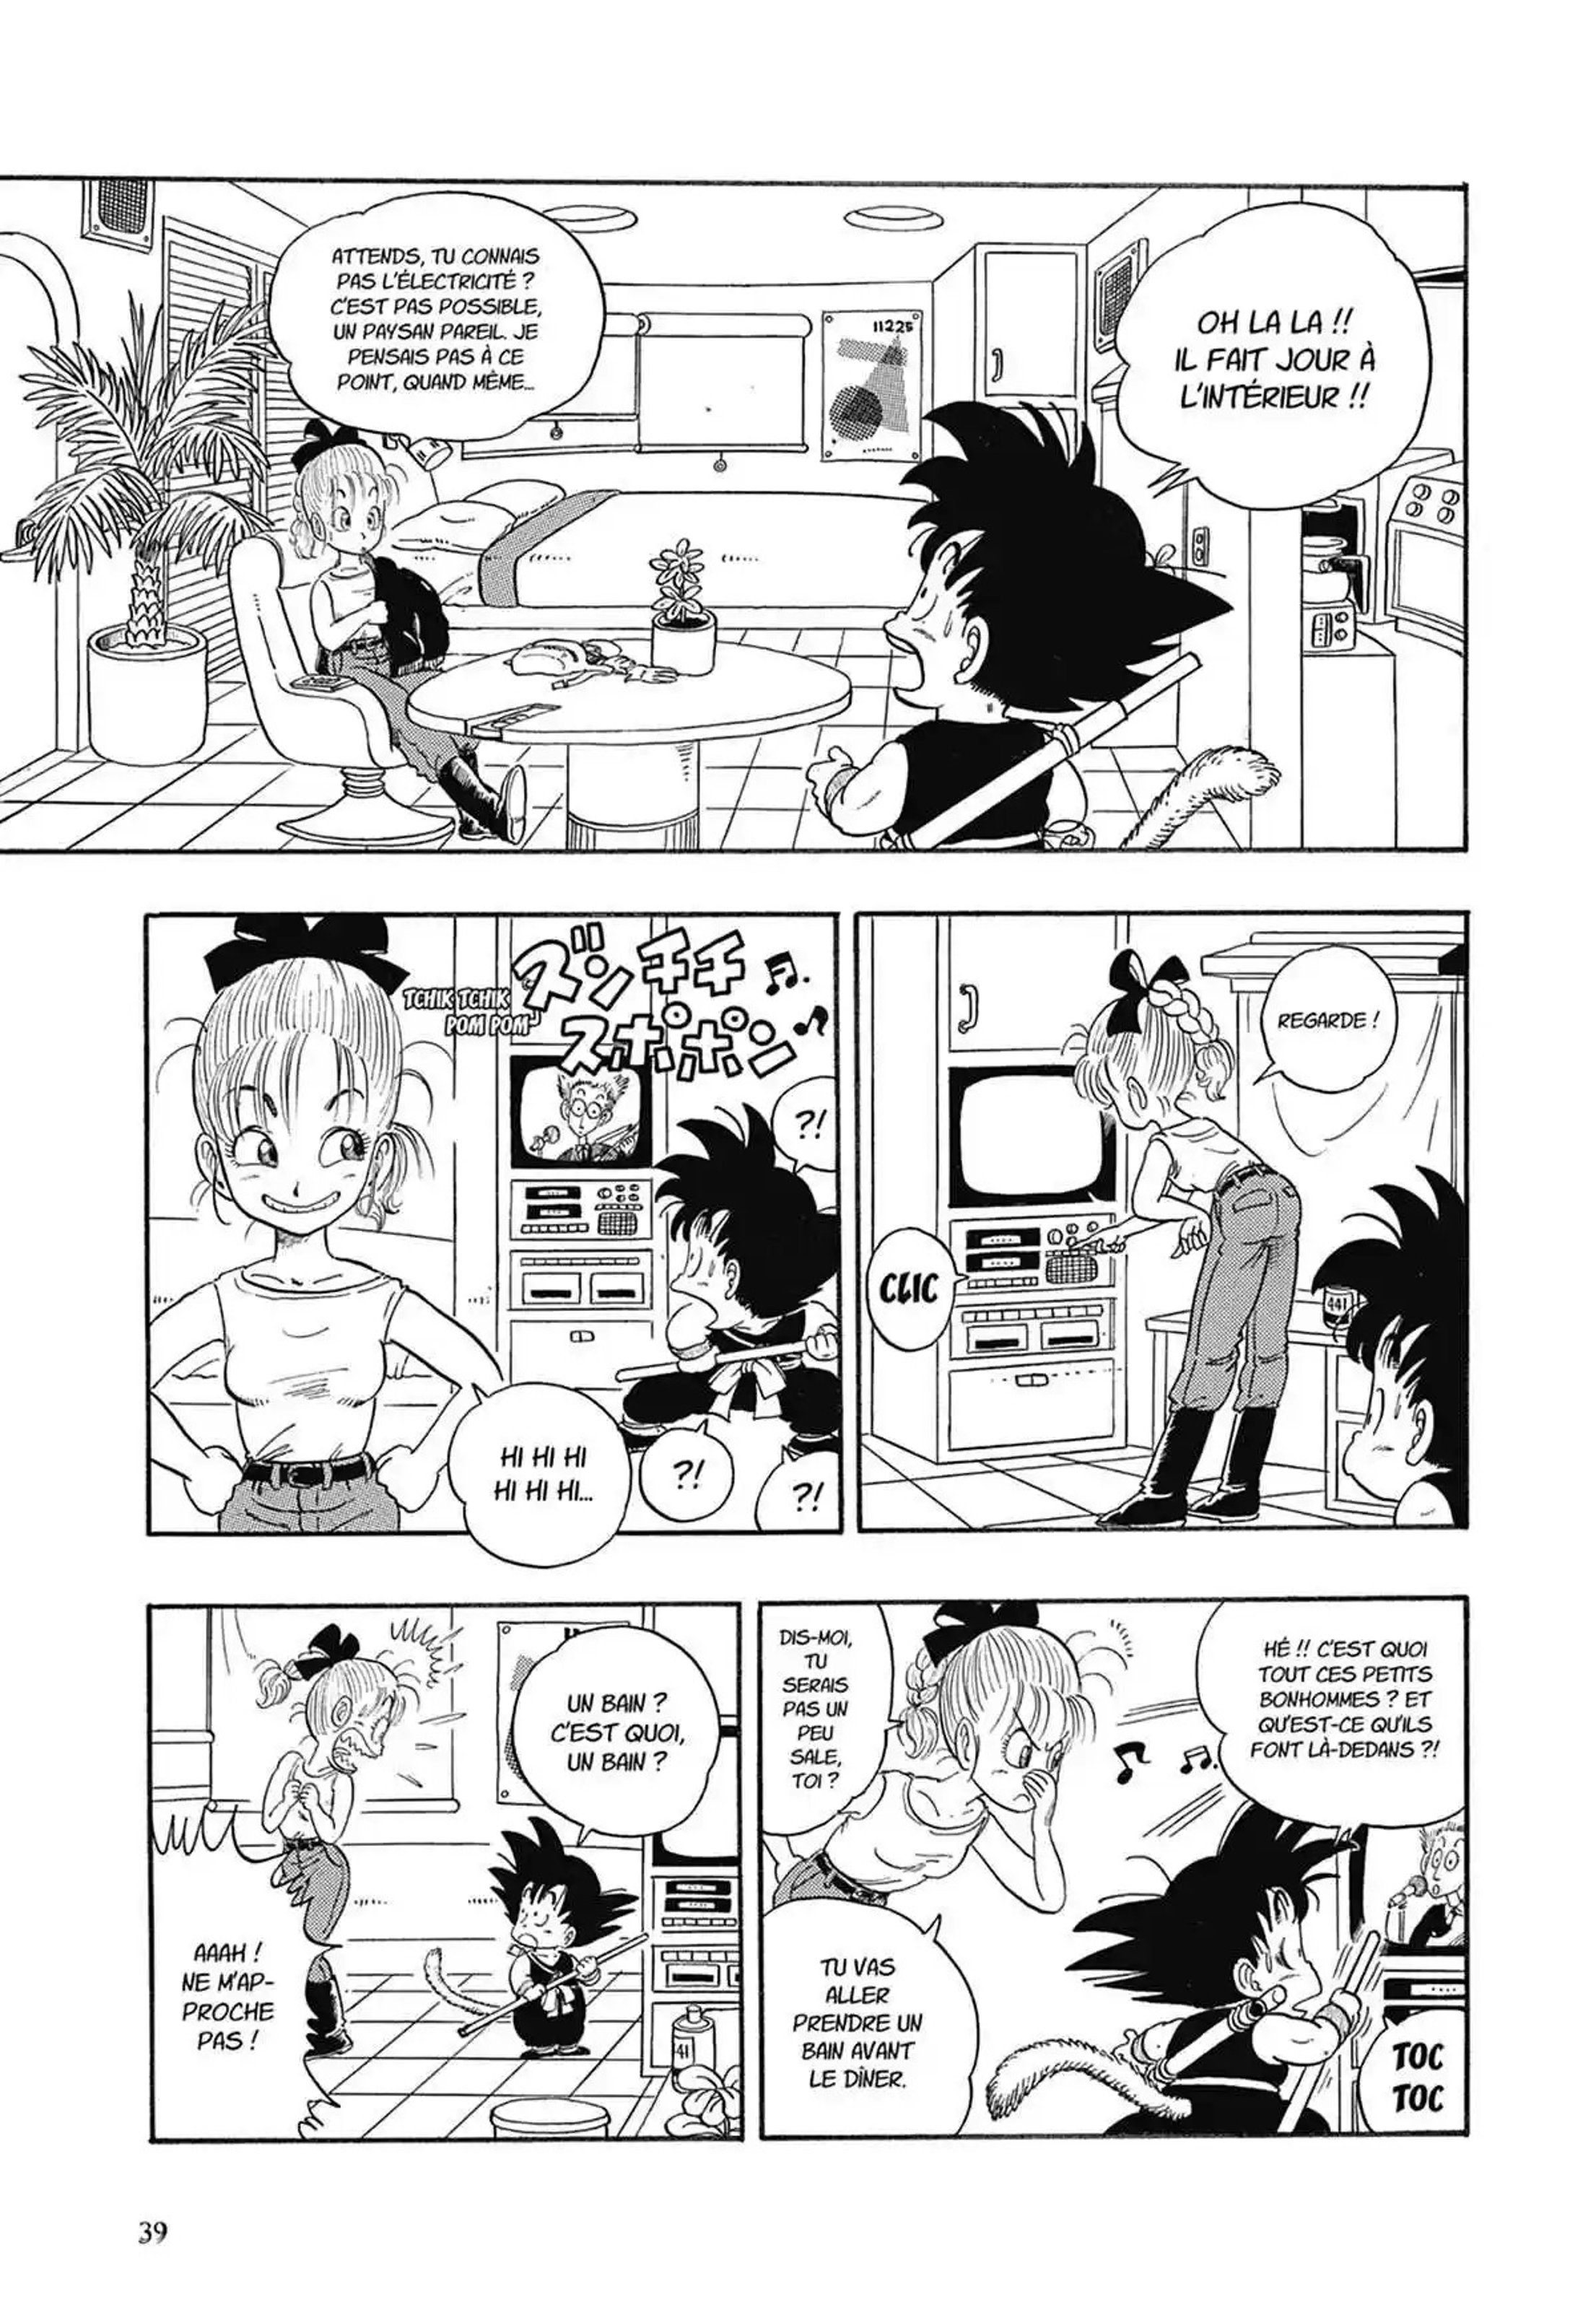 OH LA LA !!
IL FAIT JOUR À
L'INTÉRIEUR !!
ATTENDS, TU CONNAIS
PAS L'ÉLECTRICITÉ ?
C'EST PAS POSSIBLE,
UN PAYSAN PAREIL. JE
PENSAIS PAS À CE
POINT, QUAND MÊME...
11225
REGARDE !
CLIC
441
ズンチチ
スポポン
TCHIK TCHIK
POM POM
?!
?!
?!
HI HI HI
HI HI HI...
HÉ !! C'EST QUOI
TOUT CES PETITS
BONHOMMES ? ET
QU'EST-CE QU'ILS
FONT LÀ-DEDANS ?!
TOC
TOC
DIS-MOI,
TU
SERAIS
PAS UN
PEU
SALE,
TOI ?
TU VAS
ALLER
PRENDRE UN
BAIN AVANT
LE DÎNER.
UN BAIN ?
C'EST QUOI,
UN BAIN ?
AAAH !
NE M'AP-
PROCHE
PAS !
41
39